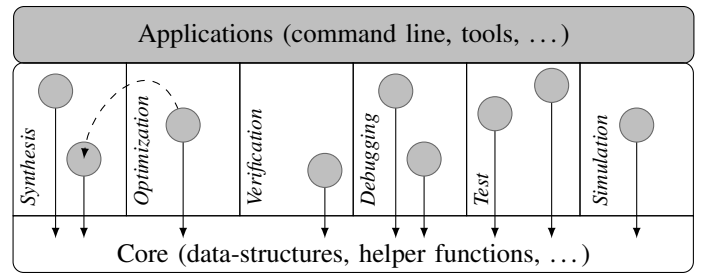 Applications (command line, tools, ...)
Synthesis
Optimization
Verification
Debugging
Test
Simulation
Core (data-structures, helper functions, ...)